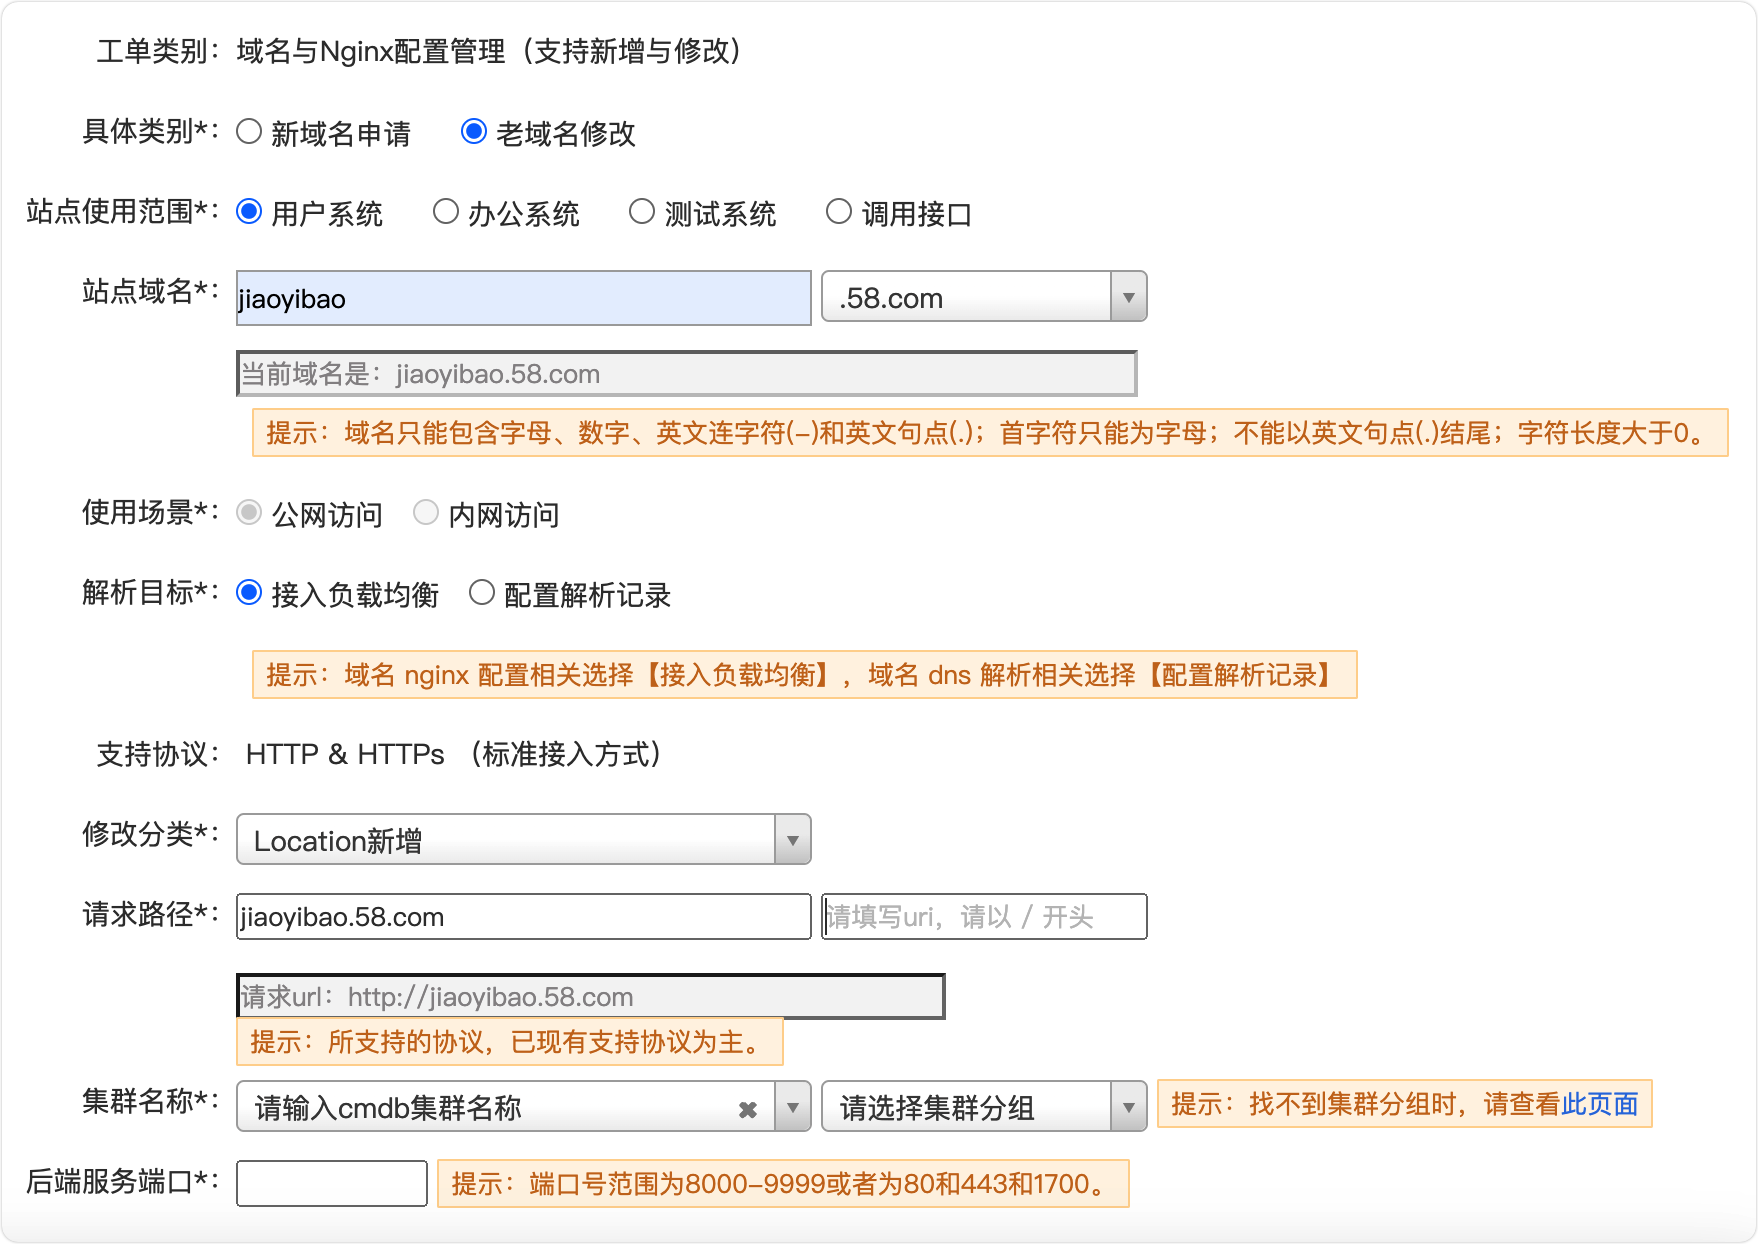 工单类别： 域名与Nginx配置管理（支持新增与修改）
具体类别*： 新域名申请 老域名修改
站点使用范围*： 用户系统 办公系统 测试系统 调用接口
站点域名*： jiaoyibao .58.com
当前域名是：jiaoyibao.58.com
提示：域名只能包含字母、数字、英文连字符(-)和英文句点(.)；首字符只能为字母；不能以英文句点(.)结尾；字符长度大于0。
使用场景*： 公网访问 内网访问
解析目标*： 接入负载均衡 配置解析记录
提示：域名 nginx 配置相关选择【接入负载均衡】，域名 dns 解析相关选择【配置解析记录】
支持协议： HTTP & HTTPs （标准接入方式）
修改分类*： Location新增
请求路径*： jiaoyibao.58.com 请填写uri，请以 / 开头
请求url：http://jiaoyibao.58.com
提示：所支持的协议，已现有支持协议为主。
集群名称*： 请输入cmdb集群名称 请选择集群分组 提示：找不到集群分组时，请查看此页面
后端服务端口*： 提示：端口号范围为8000-9999或者为80和443和1700。